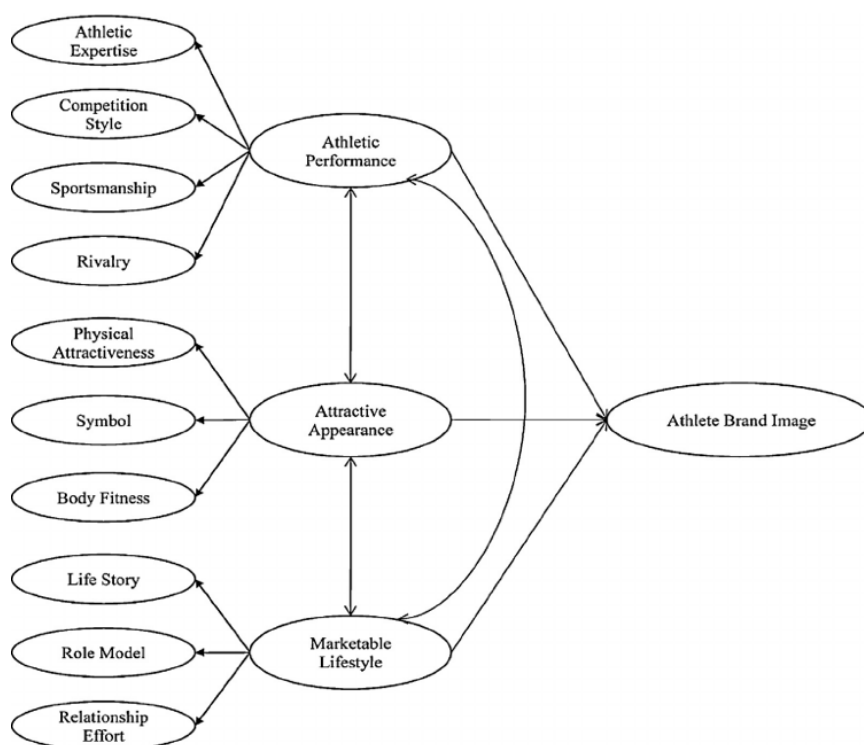 Athletic
Expertise
Competition
Style
Sportsmanship
Rivalry
Physical
Attractiveness
Symbol
Body Fitness
Life Story
Role Model
Relationship
Effort
Athletic
Performance
Attractive
Appearance
Marketable
Lifestyle
Athlete Brand Image